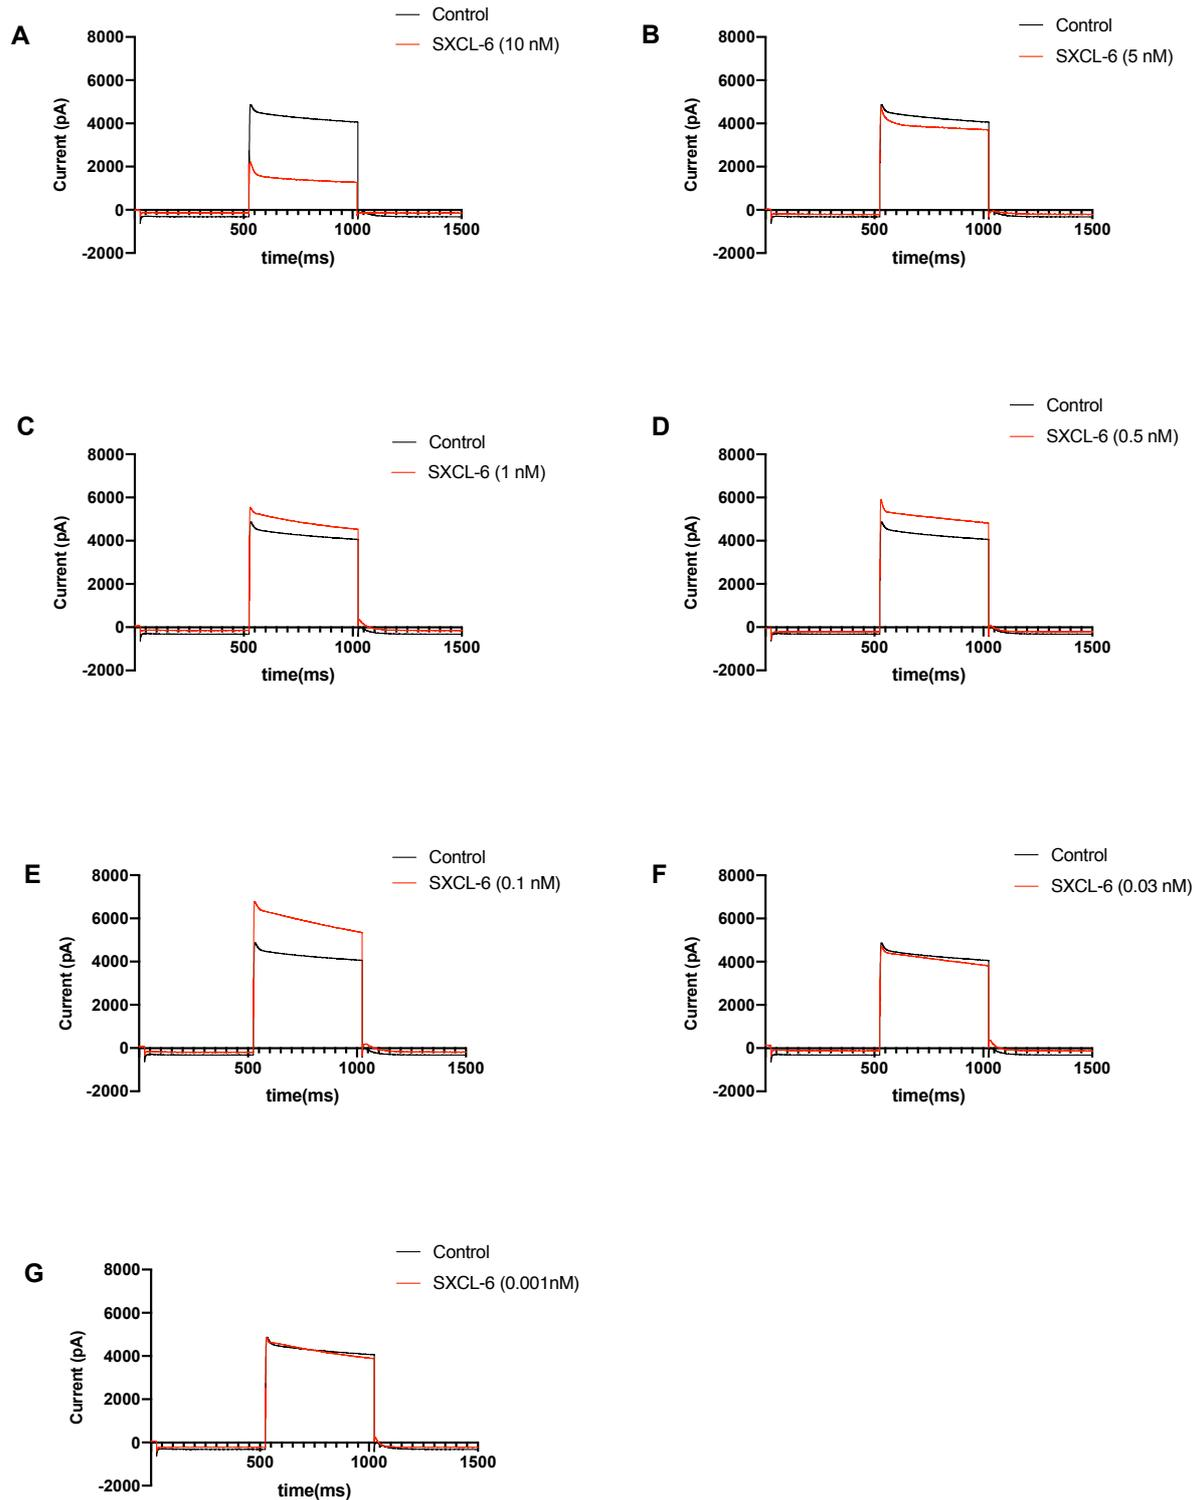 A
Control
SXCL-6 (10 nM)
8000
6000
4000
2000
0
-2000
Current (pA)
500
1000
1500
time(ms)
B
Control
SXCL-6 (5 nM)
8000
6000
4000
2000
0
-2000
Current (pA)
500
1000
1500
time(ms)
C
Control
SXCL-6 (1 nM)
8000
6000
4000
2000
0
-2000
Current (pA)
500
1000
1500
time(ms)
D
Control
SXCL-6 (0.5 nM)
8000
6000
4000
2000
0
-2000
Current (pA)
500
1000
1500
time(ms)
E
Control
SXCL-6 (0.1 nM)
8000
6000
4000
2000
0
-2000
Current (pA)
500
1000
1500
time(ms)
F
Control
SXCL-6 (0.03 nM)
8000
6000
4000
2000
0
-2000
Current (pA)
500
1000
1500
time(ms)
G
Control
SXCL-6 (0.001nM)
8000
6000
4000
2000
0
-2000
Current (pA)
500
1000
1500
time(ms)